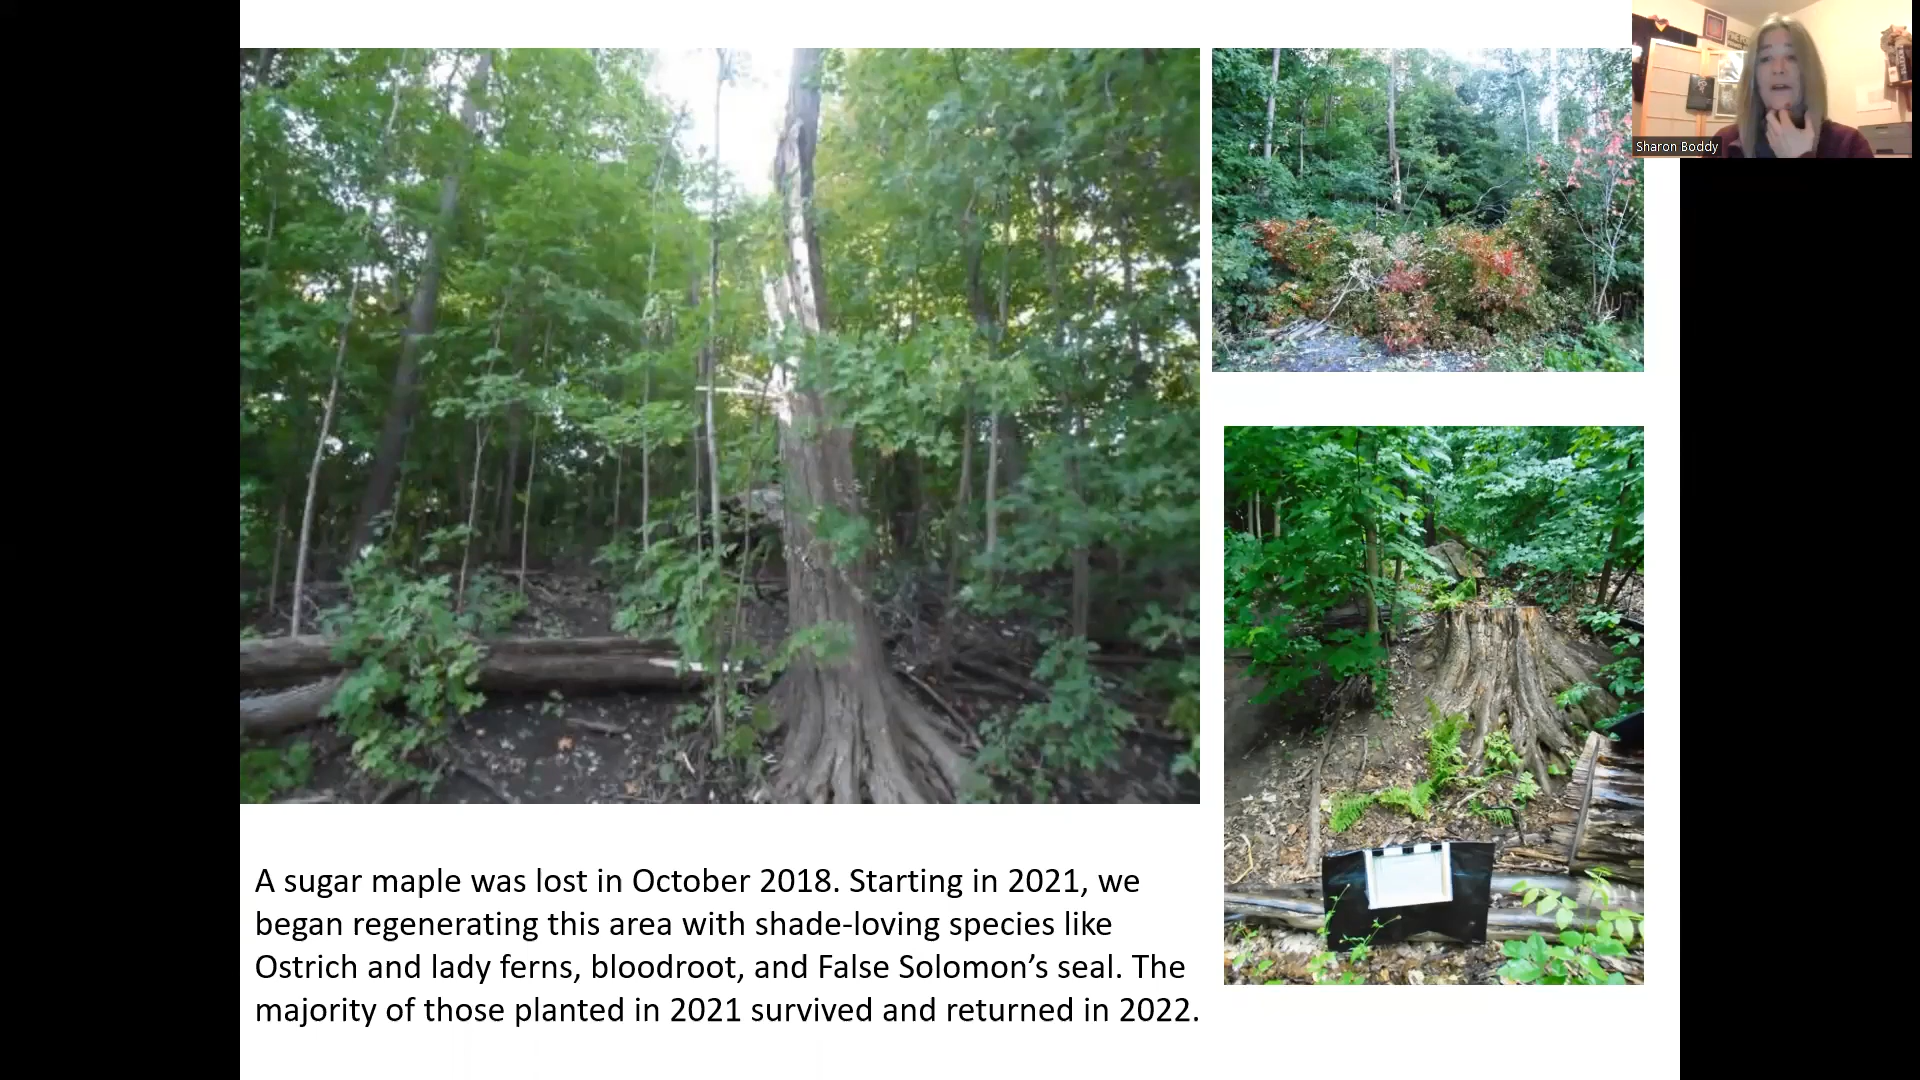 Sharon Boddy
A sugar maple was lost in October 2018. Starting in 2021, we
began regenerating this area with shade-loving species like
Ostrich and lady ferns, bloodroot, and False Solomon’s seal. The
majority of those planted in 2021 survived and returned in 2022.